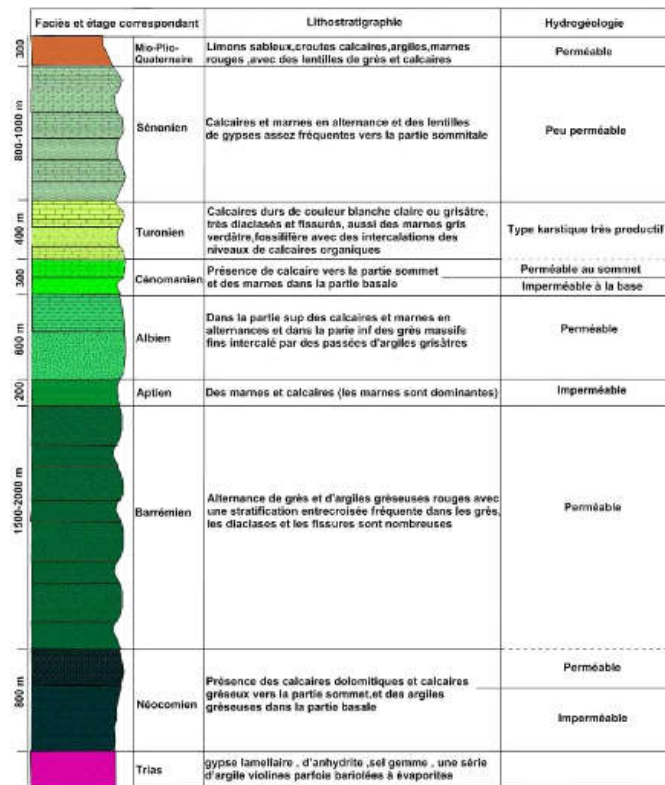 Faciès et étage correspondant
Lithostratigraphie
Hydrogéologie
300
Mio-Plio-
Quaternaire
Limons sableux,croutes calcaires,argiles,marnes
rouges ,avec des lentilles de grès et calcaires
Perméable
800-1000 m
Sénonien
Calcaires et marnes en alternance et des lentilles
de gypses assez fréquentes vers la partie sommitale
Peu perméable
400 m
Turonien
Calcaires durs de couleur blanche claire ou grisâtre,
très diaclasés et fissurés, aussi des marnes gris
verdâtre,fossilifère avec des intercalations des
niveaux de calcaires organiques
Type karstique très productif
300
Cénomanien
Présence de calcaire vers la partie sommet
et des marnes dans la partie basale
Perméable au sommet
Imperméable à la base
600 m
Albien
Dans la partie sup des calcaires et marnes en
alternances et dans la parie inf des grès massifs
fins intercalé par des passées d'argiles grisâtres
Perméable
200
Aptien
Des marnes et calcaires (les marnes sont dominantes)
Imperméable
1500-2000 m
Barrémien
Alternance de grès et d'argiles grèseuses rouges avec
une stratification entrecroisée fréquente dans les grès,
les diaclases et les fissures sont nombreuses
Perméable
800 m
Néocomien
Présence des calcaires dolomitiques et calcaires
grèseux vers la partie sommet,et des argiles
grèseuses dans la partie basale
Perméable
Imperméable
Trias
gypse lamellaire , d'anhydrite ,sel gemme , une série
d'argile violines parfois bariolées à évaporites